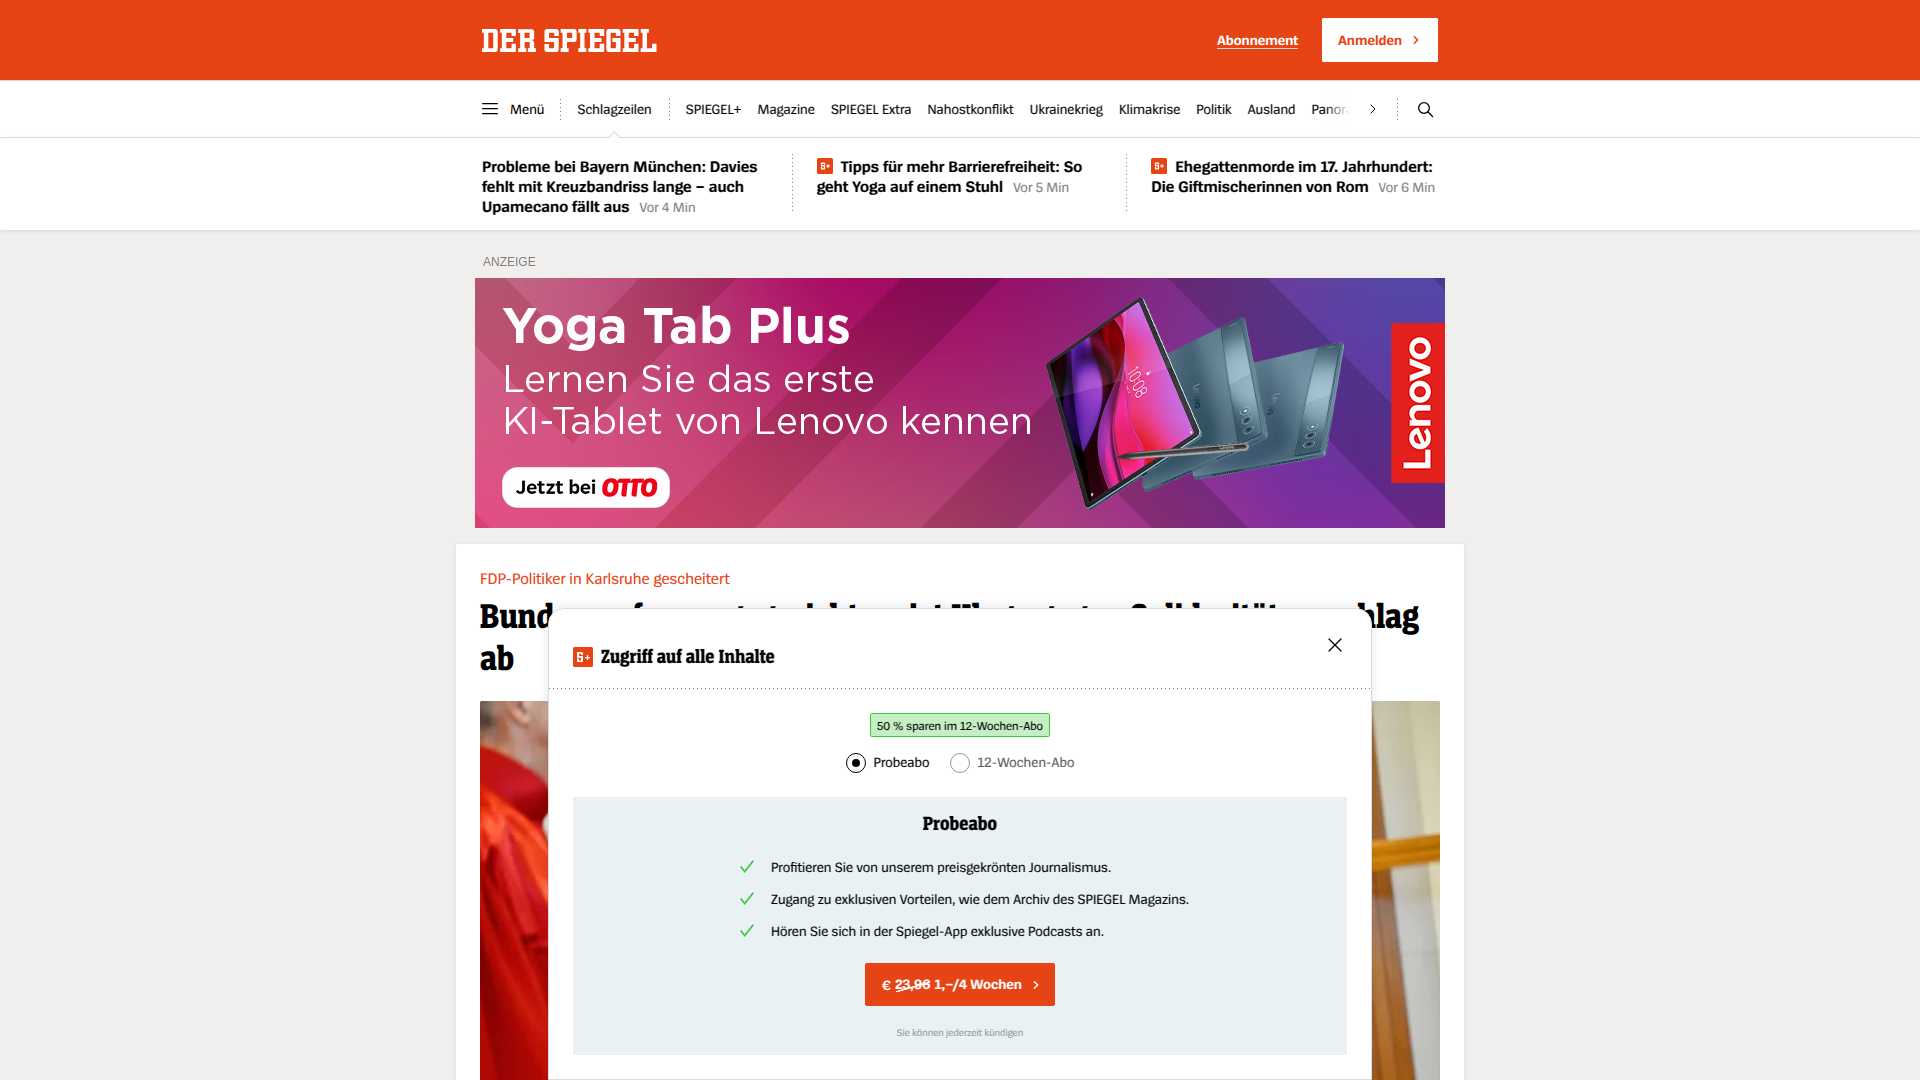 DER SPIEGEL
Abonnement
Anmelden
Menü
Schlagzeilen
SPIEGEL+
Magazine
SPIEGEL Extra
Nahostkonflikt
Ukrainekrieg
Klimakrise
Politik
Ausland
Probleme bei Bayern München: Davies
fehlt mit Kreuzbandriss lange – auch
Upamecano fällt aus Vor 4 Min
S+ Tipps für mehr Barrierefreiheit: So
geht Yoga auf einem Stuhl Vor 5 Min
S+ Ehegattenmorde im 17. Jahrhundert:
Die Giftmischerinnen von Rom Vor 6 Min
ANZEIGE
Yoga Tab Plus
Lernen Sie das erste
KI-Tablet von Lenovo kennen
Jetzt bei OTTO
10:08
Lenovo
FDP-Politiker in Karlsruhe gescheitert
ab
S+ Zugriff auf alle Inhalte
50 % sparen im 12-Wochen-Abo
Probeabo
12-Wochen-Abo
Probeabo
Profitieren Sie von unserem preisgekrönten Journalismus.
Zugang zu exklusiven Vorteilen, wie dem Archiv des SPIEGEL Magazins.
Hören Sie sich in der Spiegel-App exklusive Podcasts an.
€ 23,96 1,–/4 Wochen
Sie können jederzeit kündigen